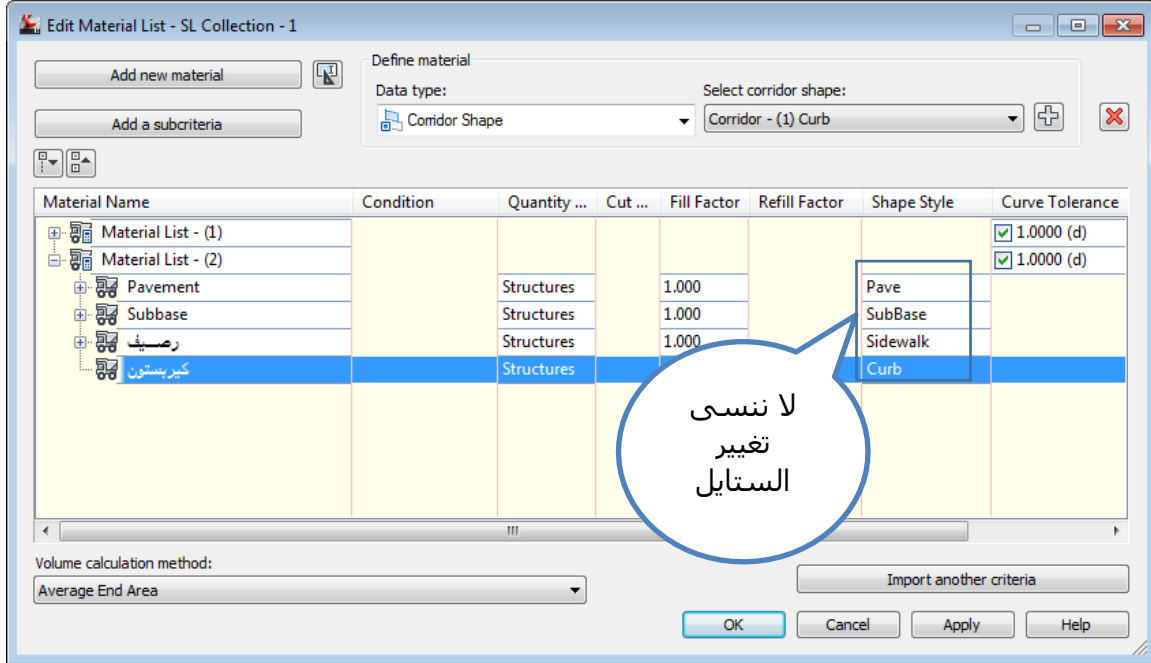 Edit Material List - SL Collection - 1
Add new material
Define material
Data type:
Select corridor shape:
Corridor Shape
Corridor - (1) Curb
Add a subcriteria
Material Name Condition Quantity ... Cut ... Fill Factor Refill Factor Shape Style Curve Tolerance
Material List - (1) 1.0000 (d)
Material List - (2) 1.0000 (d)
Pavement Structures 1.000 Pave
Subbase Structures 1.000 SubBase
رصــيف Structures 1.000 Sidewalk
كيربستون Structures Curb
لا ننسى
تغيير
الستايل
Volume calculation method:
Average End Area
Import another criteria
OK Cancel Apply Help